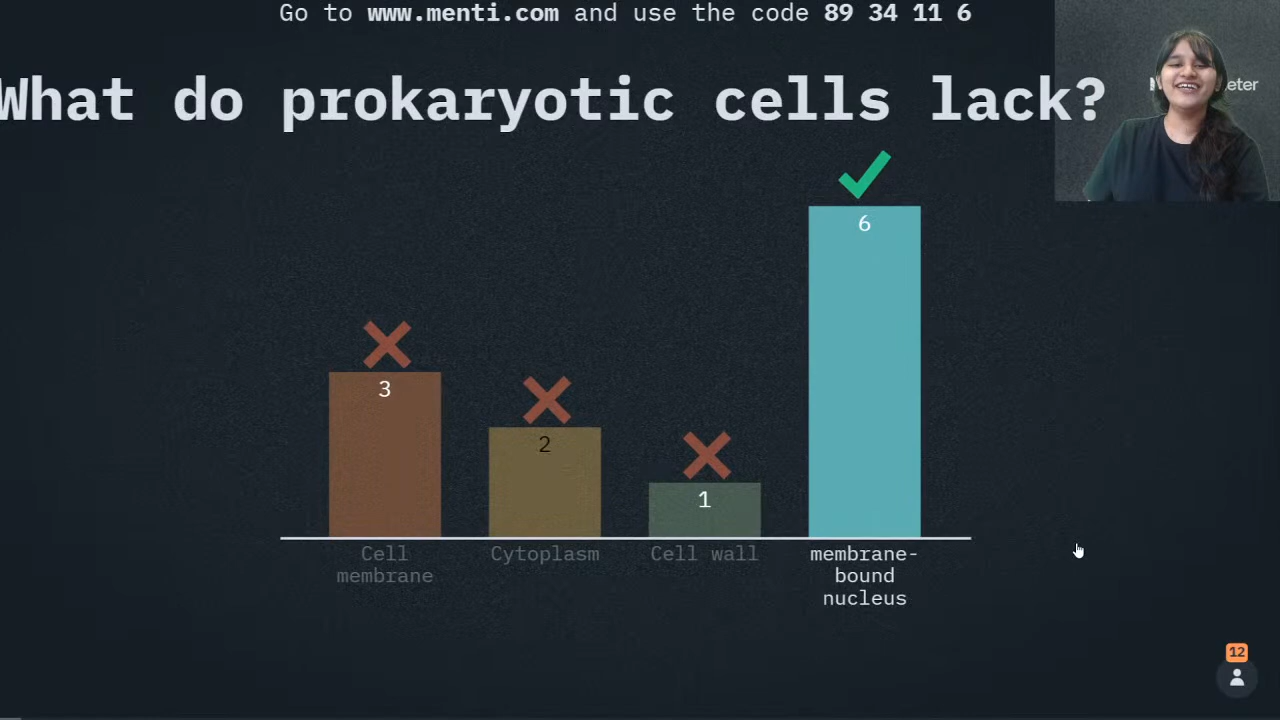 Go to www.menti.com and use the code 89 34 11 6
What do prokaryotic cells lack?
6
3
2
1
Cell membrane
Cytoplasm
Cell wall
membrane-
bound
nucleus
12